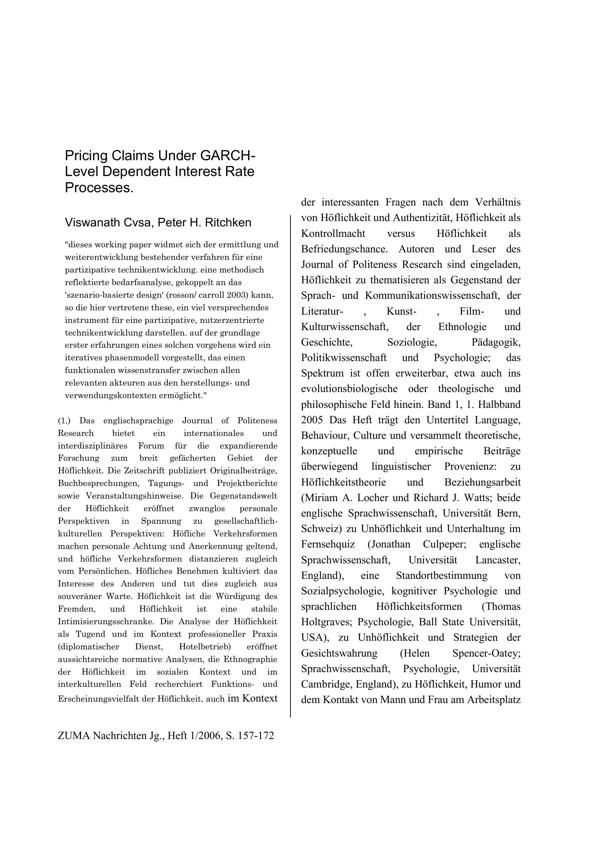 Pricing Claims Under GARCH-
Level Dependent Interest Rate
Processes.
Viswanath Cvsa, Peter H. Ritchken
"dieses working paper widmet sich der ermittlung und
weiterentwicklung bestehender verfahren für eine
partizipative technikentwicklung. eine methodisch
reflektierte bedarfsanalyse, gekoppelt an das
'szenario-basierte design' (rosson/ carroll 2003) kann,
so die hier vertretene these, ein viel versprechendes
instrument für eine partizipative, nutzerzentrierte
technikentwicklung darstellen. auf der grundlage
erster erfahrungen eines solchen vorgehens wird ein
iteratives phasenmodell vorgestellt, das einen
funktionalen wissenstransfer zwischen allen
relevanten akteuren aus den herstellungs- und
verwendungskontexten ermöglicht."
(1.) Das englischsprachige Journal of Politeness
Research bietet ein internationales und
interdisziplinäres Forum für die expandierende
Forschung zum breit gefächerten Gebiet der
Höflichkeit. Die Zeitschrift publiziert Originalbeiträge,
Buchbesprechungen, Tagungs- und Projektberichte
sowie Veranstaltungshinweise. Die Gegenstandswelt
der Höflichkeit eröffnet zwanglos personale
Perspektiven in Spannung zu gesellschaftlich-
kulturellen Perspektiven: Höfliche Verkehrsformen
machen personale Achtung und Anerkennung geltend,
und höfliche Verkehrsformen distanzieren zugleich
vom Persönlichen. Höfliches Benehmen kultiviert das
Interesse des Anderen und tut dies zugleich aus
souveräner Warte. Höflichkeit ist die Würdigung des
Fremden, und Höflichkeit ist eine stabile
Intimisierungsschranke. Die Analyse der Höflichkeit
als Tugend und im Kontext professioneller Praxis
(diplomatischer Dienst, Hotelbetrieb) eröffnet
aussichtsreiche normative Analysen, die Ethnographie
der Höflichkeit im sozialen Kontext und im
interkulturellen Feld recherchiert Funktions- und
Erscheinungsvielfalt der Höflichkeit, auch im Kontext
der interessanten Fragen nach dem Verhältnis
von Höflichkeit und Authentizität, Höflichkeit als
Kontrollmacht versus Höflichkeit als
Befriedungschance. Autoren und Leser des
Journal of Politeness Research sind eingeladen,
Höflichkeit zu thematisieren als Gegenstand der
Sprach- und Kommunikationswissenschaft, der
Literatur- , Kunst- , Film- und
Kulturwissenschaft, der Ethnologie und
Geschichte, Soziologie, Pädagogik,
Politikwissenschaft und Psychologie; das
Spektrum ist offen erweiterbar, etwa auch ins
evolutionsbiologische oder theologische und
philosophische Feld hinein. Band 1, 1. Halbband
2005 Das Heft trägt den Untertitel Language,
Behaviour, Culture und versammelt theoretische,
konzeptuelle und empirische Beiträge
überwiegend linguistischer Provenienz: zu
Höflichkeitstheorie und Beziehungsarbeit
(Miriam A. Locher und Richard J. Watts; beide
englische Sprachwissenschaft, Universität Bern,
Schweiz) zu Unhöflichkeit und Unterhaltung im
Fernsehquiz (Jonathan Culpeper; englische
Sprachwissenschaft, Universität Lancaster,
England), eine Standortbestimmung von
Sozialpsychologie, kognitiver Psychologie und
sprachlichen Höflichkeitsformen (Thomas
Holtgraves; Psychologie, Ball State Universität,
USA), zu Unhöflichkeit und Strategien der
Gesichtswahrung (Helen Spencer-Oatey;
Sprachwissenschaft, Psychologie, Universität
Cambridge, England), zu Höflichkeit, Humor und
dem Kontakt von Mann und Frau am Arbeitsplatz
ZUMA Nachrichten Jg., Heft 1/2006, S. 157-172